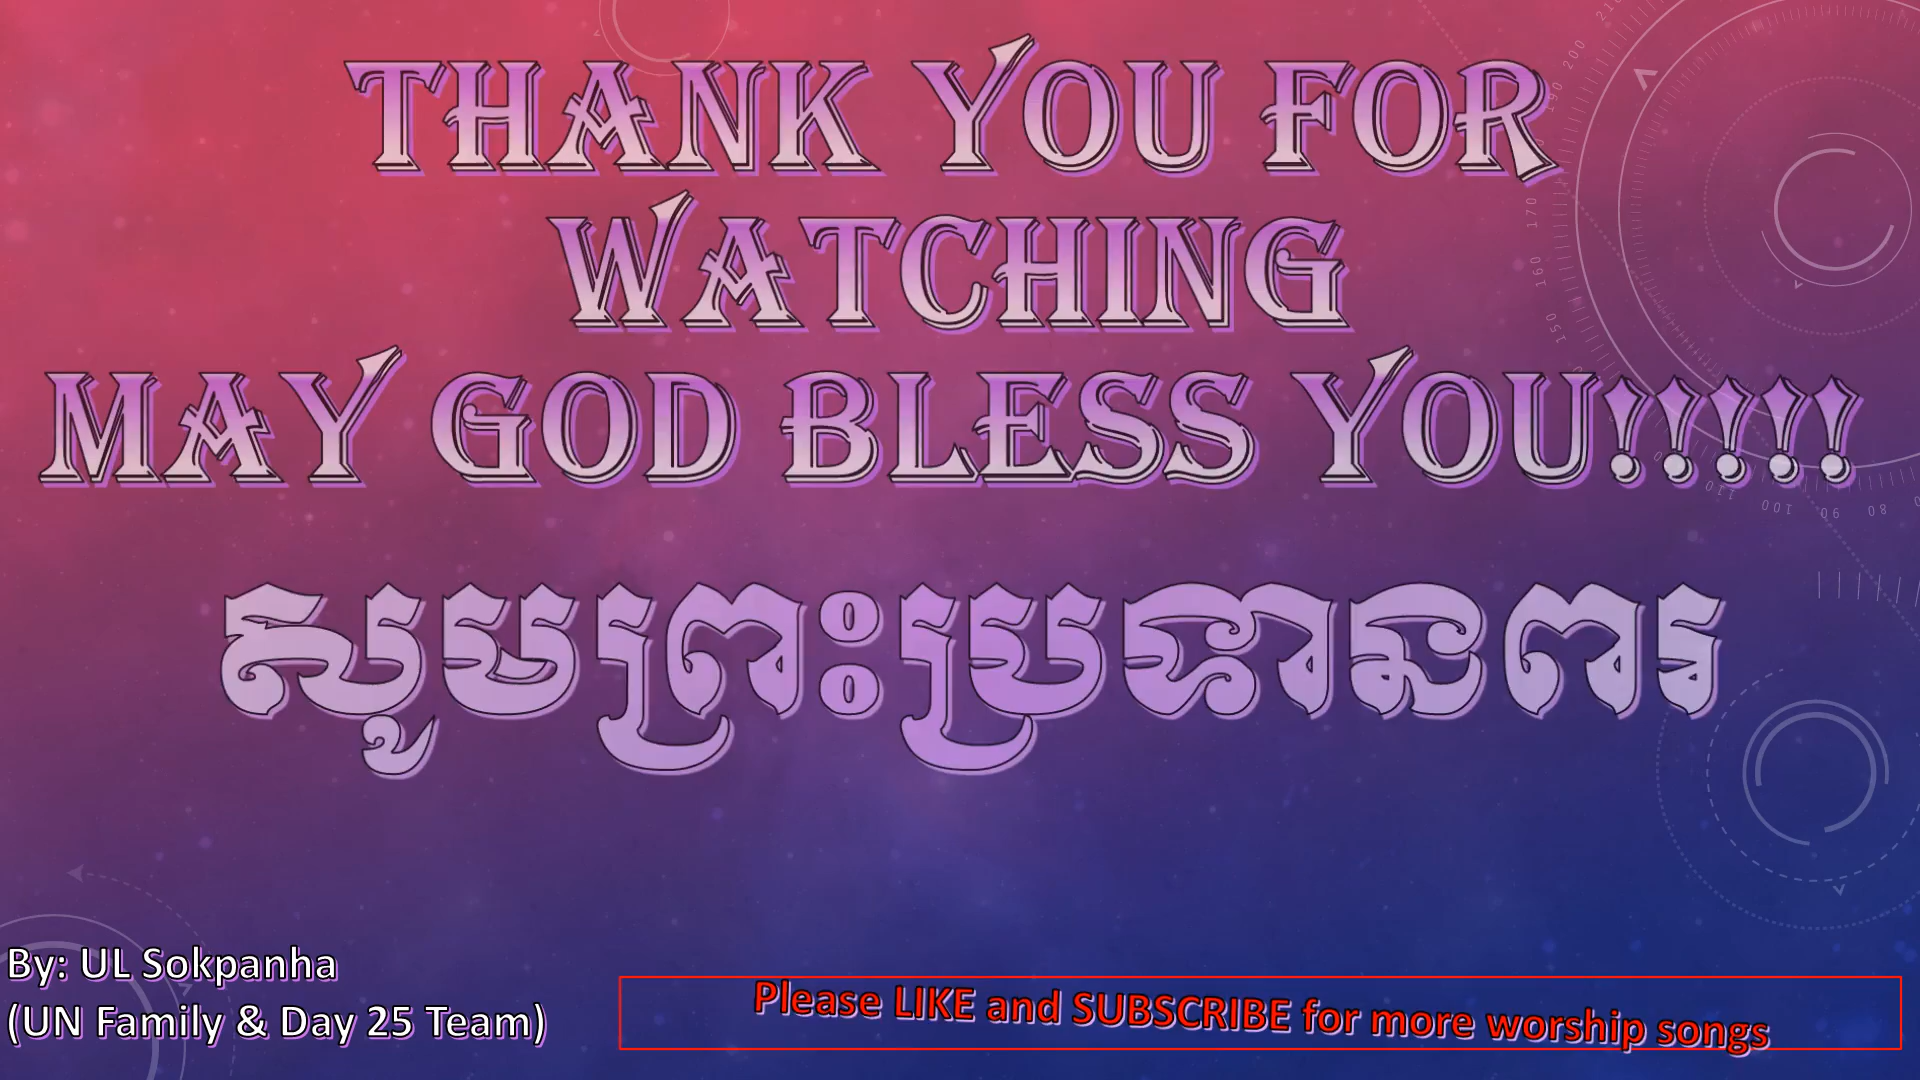 THANK YOU FOR
WATCHING
MAY GOD BLESS YOU!!!!!
សូមព្រះប្រទានពរ
By: UL Sokpanha
(UN Family & Day 25 Team)
Please LIKE and SUBSCRIBE for more worship songs